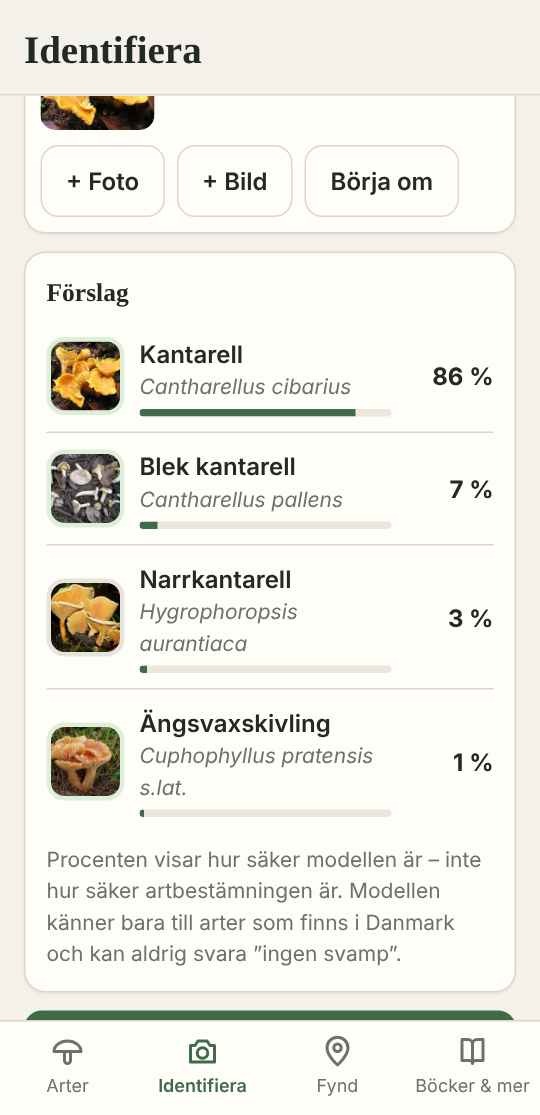 Identifiera
+ Foto
+ Bild
Börja om
Förslag
Kantarell
Cantharellus cibarius
86 %
Blek kantarell
Cantharellus pallens
7 %
Narrkantarell
Hygrophoropsis
aurantiaca
3 %
Ängsvaxskivling
Cuphophyllus pratensis
s.lat.
1 %
Procenten visar hur säker modellen är – inte
hur säker artbestämningen är. Modellen
känner bara till arter som finns i Danmark
och kan aldrig svara ”ingen svamp”.
Arter
Identifiera
Fynd
Böcker & mer